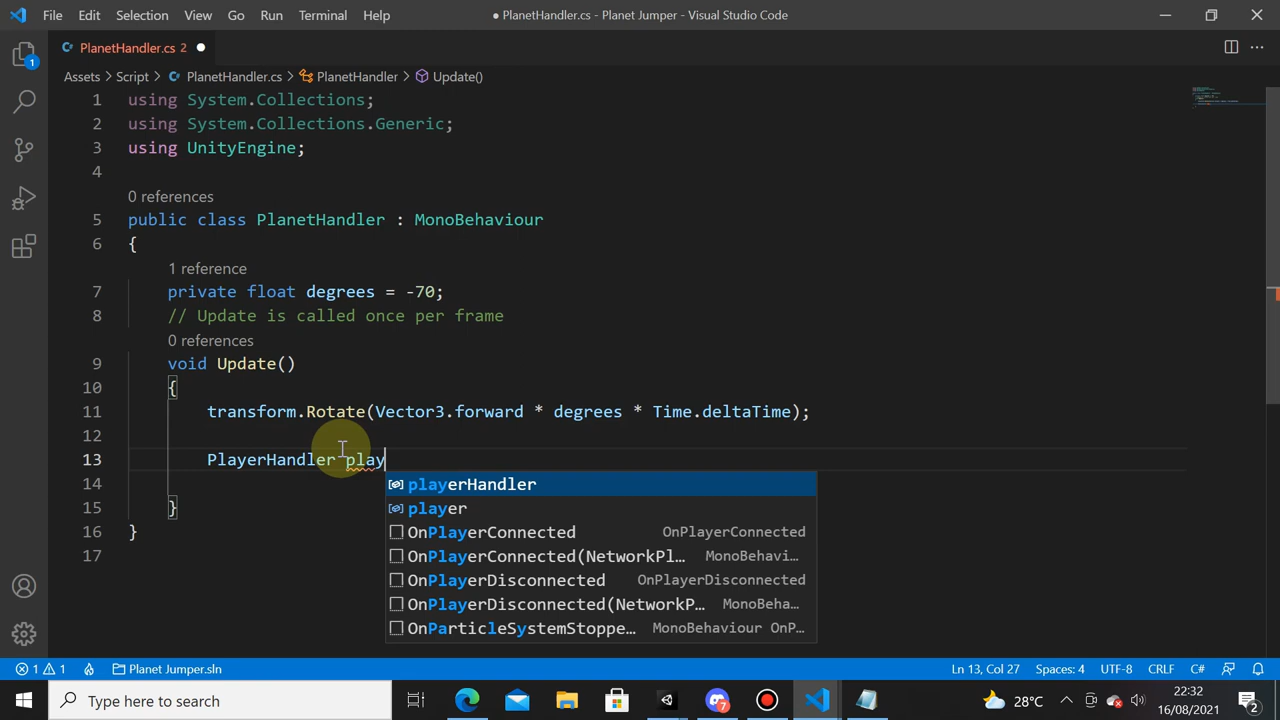 File Edit Selection View Go Run Terminal Help ● PlanetHandler.cs - Planet Jumper - Visual Studio Code
1
PlanetHandler.cs 2 ●
Assets > Script > PlanetHandler.cs > PlanetHandler > Update()
1 using System.Collections;
2 using System.Collections.Generic;
3 using UnityEngine;
4
0 references
5 public class PlanetHandler : MonoBehaviour
6 {
1 reference
7 private float degrees = -70;
8 // Update is called once per frame
0 references
9 void Update()
10 {
11 transform.Rotate(Vector3.forward * degrees * Time.deltaTime);
12
13 PlayerHandler play
playerHandler
14
player
15 }
OnPlayerConnected OnPlayerConnected
16 }
OnPlayerConnected(NetworkPl... MonoBehavi...
17
OnPlayerDisconnected OnPlayerDisconnected
OnPlayerDisconnected(NetworkP... MonoBeha...
OnParticleSystemStoppe... MonoBehaviour OnP...
1 1 Planet Jumper.sln Ln 13, Col 27 Spaces: 4 UTF-8 CRLF C#
Type here to search 7 28°C 22:32
16/08/2021 2